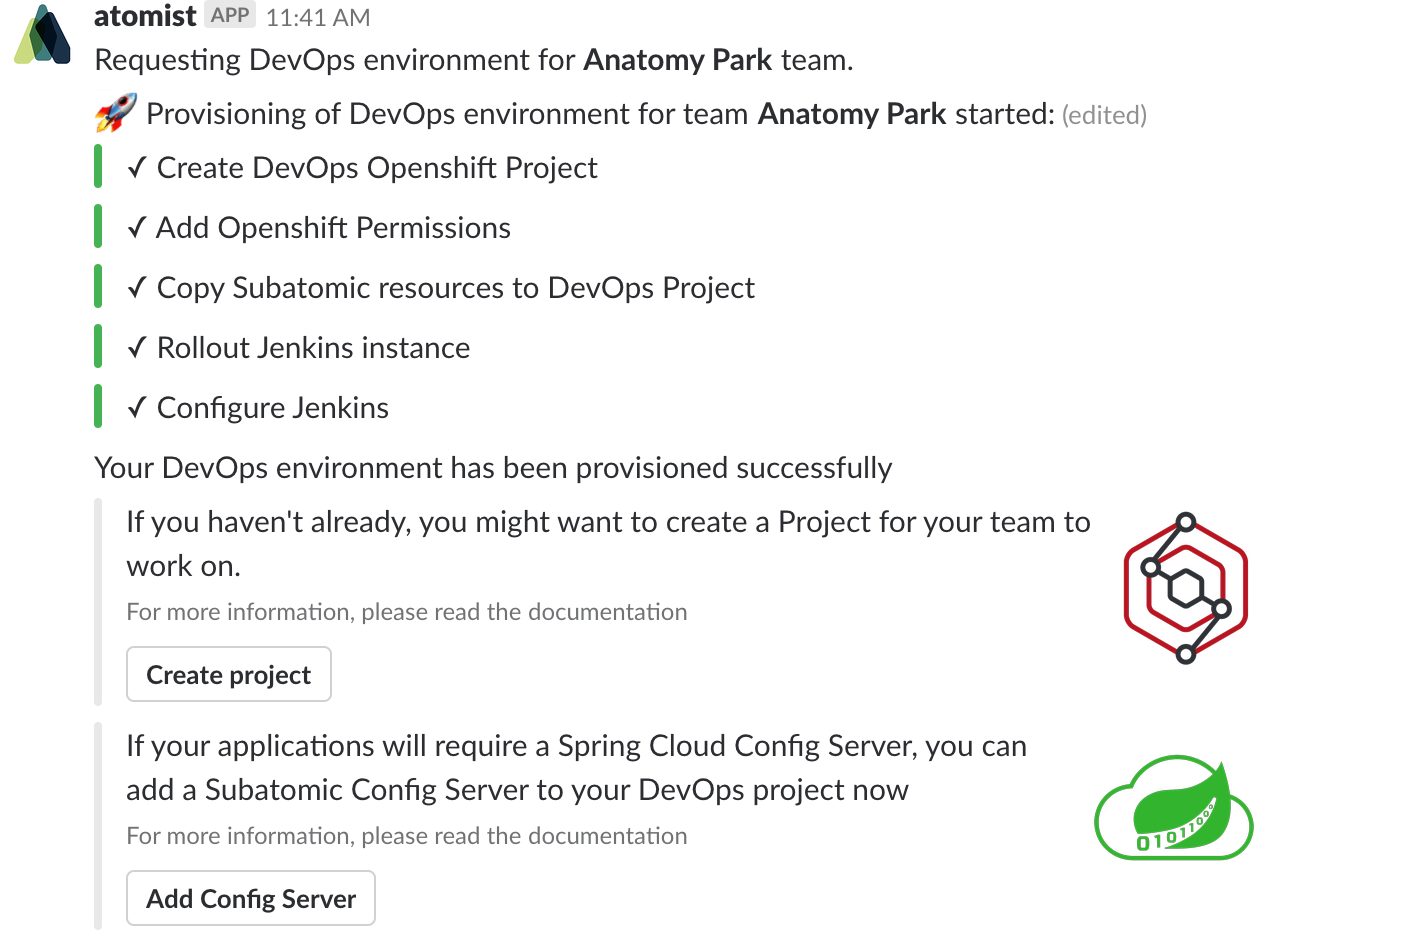 atomist APP 11:41 AM
Requesting DevOps environment for Anatomy Park team.
🚀 Provisioning of DevOps environment for team Anatomy Park started: (edited)
✓ Create DevOps Openshift Project
✓ Add Openshift Permissions
✓ Copy Subatomic resources to DevOps Project
✓ Rollout Jenkins instance
✓ Configure Jenkins
Your DevOps environment has been provisioned successfully
If you haven't already, you might want to create a Project for your team to
work on.
For more information, please read the documentation
Create project
If your applications will require a Spring Cloud Config Server, you can
add a Subatomic Config Server to your DevOps project now
For more information, please read the documentation
01011000
Add Config Server